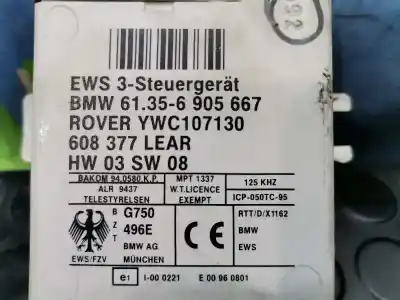 92
EWS 3-Steuergerät
BMW 61.35-6 905 667
ROVER YWC107130
608 377 LEAR
HW 03 SW 08
BAKOM 94.0580.K.P.
ALR 9437
TELESTYRELSEN
MPT 1337
W.T.LICENCE
EXEMPT
125 KHZ
ICP-050TC-95
B
Z
T
G750
496E
BMW AG
MÜNCHEN
EWS/FZV
CE
RTT/D/X1162
BMW
EWS
e1
I-00 0221
E 00 96 0801